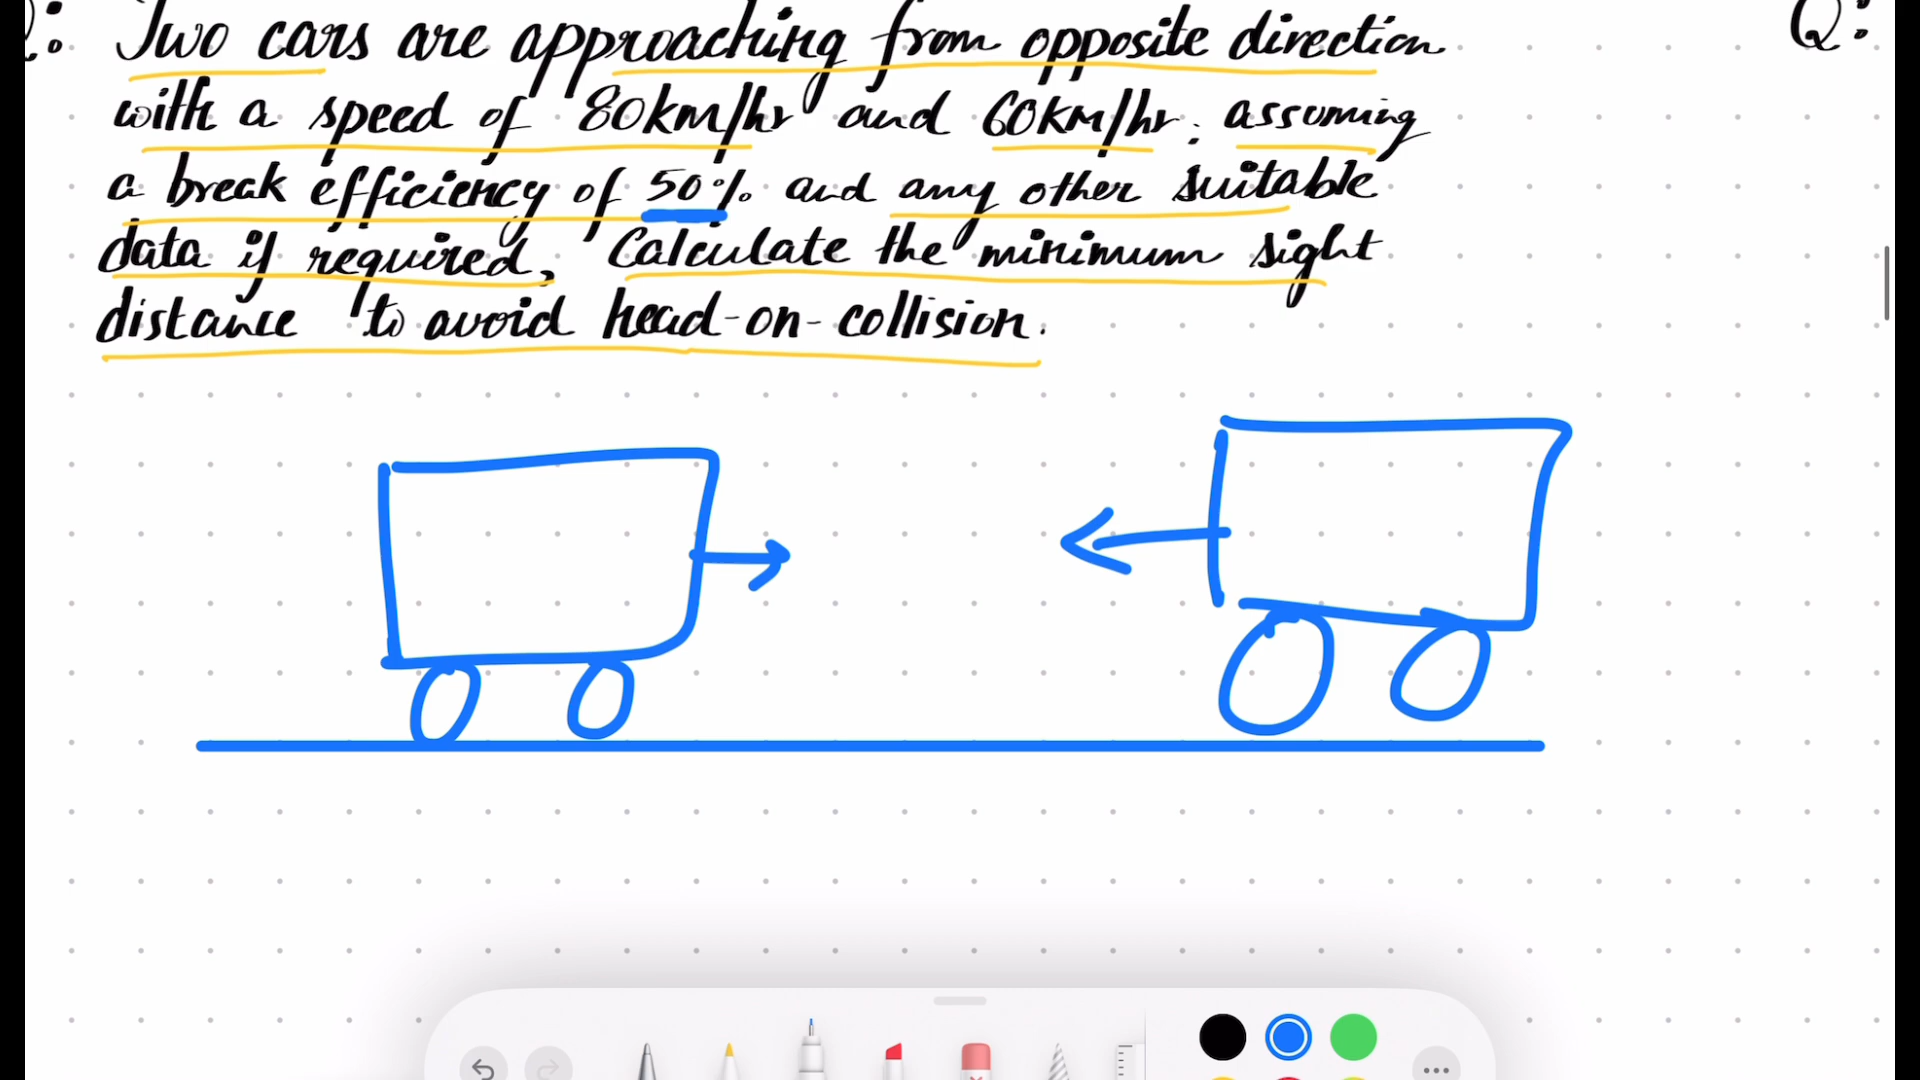 Q: Two cars are approaching from opposite direction
with a speed of 80km/hr and 60km/hr. assuming
a break efficiency of 50% and any other suitable
data if required, Calculate the minimum sight
distance to avoid head-on-collision.
Q: